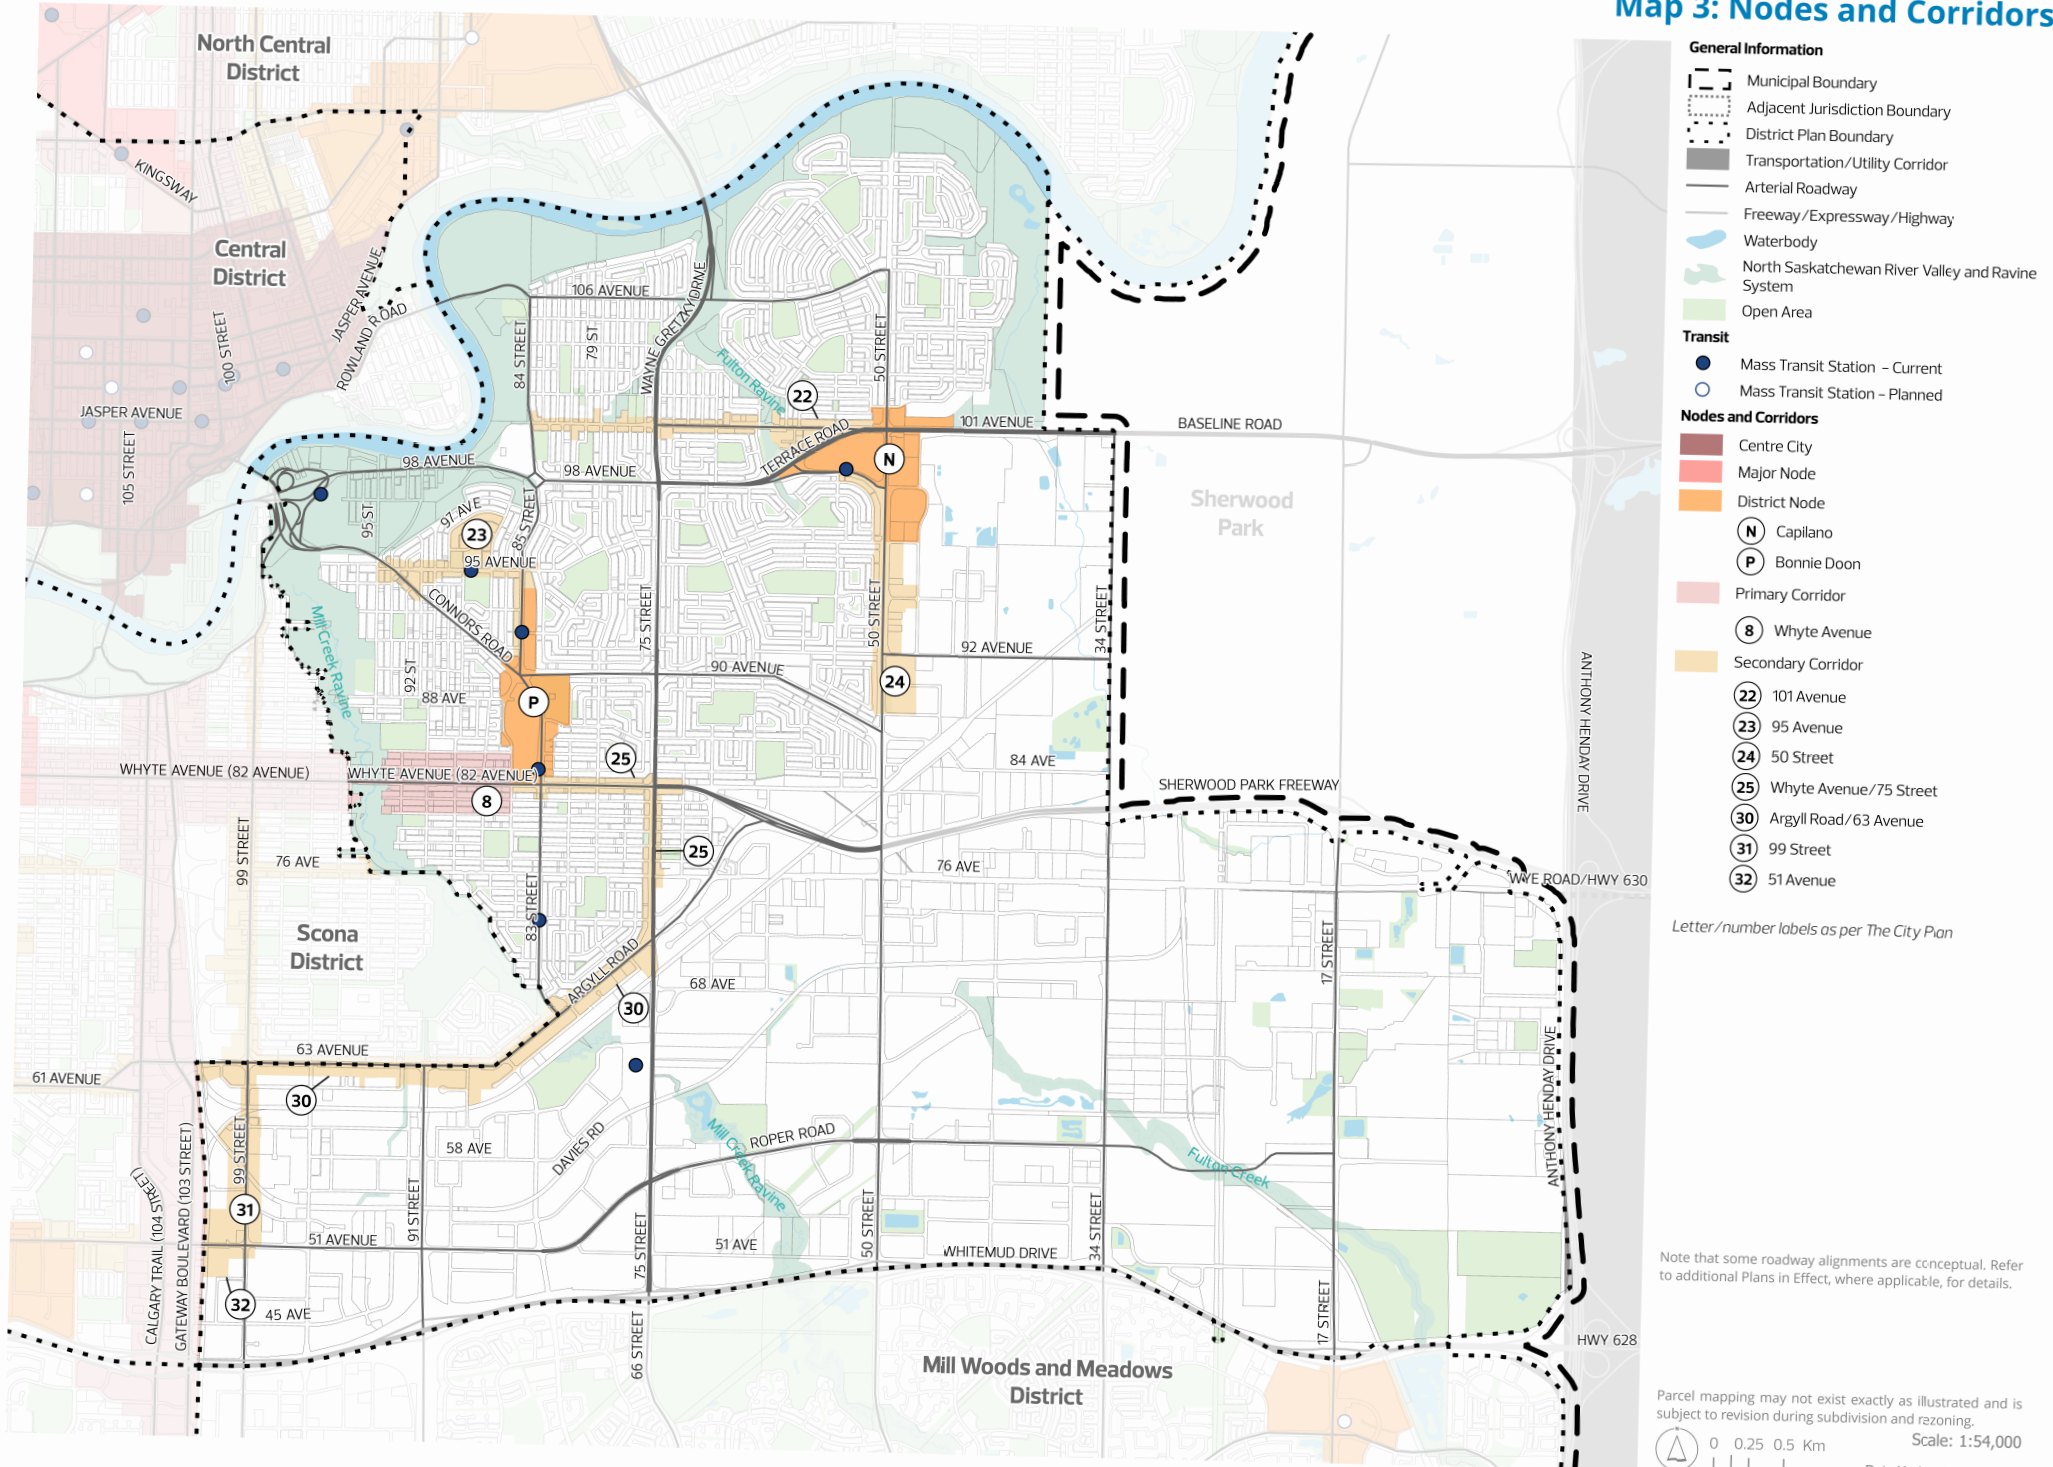 Map 3: Nodes and Corridors
General Information
Municipal Boundary
Adjacent Jurisdiction Boundary
District Plan Boundary
Transportation/Utility Corridor
Arterial Roadway
Freeway/Expressway/Highway
Waterbody
North Saskatchewan River Valley and Ravine
System
Open Area
Transit
Mass Transit Station - Current
Mass Transit Station - Planned
Nodes and Corridors
Centre City
Major Node
District Node
N Capilano
P Bonnie Doon
Primary Corridor
8 Whyte Avenue
Secondary Corridor
22 101 Avenue
23 95 Avenue
24 50 Street
25 Whyte Avenue/75 Street
30 Argyll Road/63 Avenue
31 99 Street
32 51 Avenue
Letter/number labels as per The City Plan
Note that some roadway alignments are conceptual. Refer
to additional Plans in Effect, where applicable, for details.
Parcel mapping may not exist exactly as illustrated and is
subject to revision during subdivision and rezoning.
Scale: 1:54,000
0 0.25 0.5 Km
North Central
District
KINGSWAY
Central
District
JASPER AVENUE
ROWLAND ROAD
100 STREET
JASPER AVENUE
105 STREET
106 AVENUE
84 STREET
79 ST
WAYNE GRETZKY DRIVE
Fulton Ravine
50 STREET
22
101 AVENUE
TERRACE ROAD
N
BASELINE ROAD
98 AVENUE
98 AVENUE
95 ST
97 AVE
23
85 STREET
95 AVENUE
Sherwood
Park
CONNORS ROAD
Mill Creek Ravine
92 ST
88 AVE
P
75 STREET
90 AVENUE
50 STREET
24
92 AVENUE
34 STREET
84 AVE
WHYTE AVENUE (82 AVENUE)
WHYTE AVENUE (82 AVENUE)
8
25
SHERWOOD PARK FREEWAY
ANTHONY HENDAY DRIVE
99 STREET
76 AVE
25
76 AVE
WYE ROAD/HWY 630
83 STREET
Scona
District
ARGYLL ROAD
30
68 AVE
17 STREET
63 AVENUE
61 AVENUE
30
ANTHONY HENDAY DRIVE
99 STREET
58 AVE
DAVIES RD
Mill Creek Ravine
ROPER ROAD
Fulton Creek
CALGARY TRAIL (104 STREET)
GATEWAY BOULEVARD (103 STREET)
31
91 STREET
51 AVENUE
75 STREET
51 AVE
50 STREET
WHITEMUD DRIVE
34 STREET
32
45 AVE
66 STREET
17 STREET
HWY 628
Mill Woods and Meadows
District